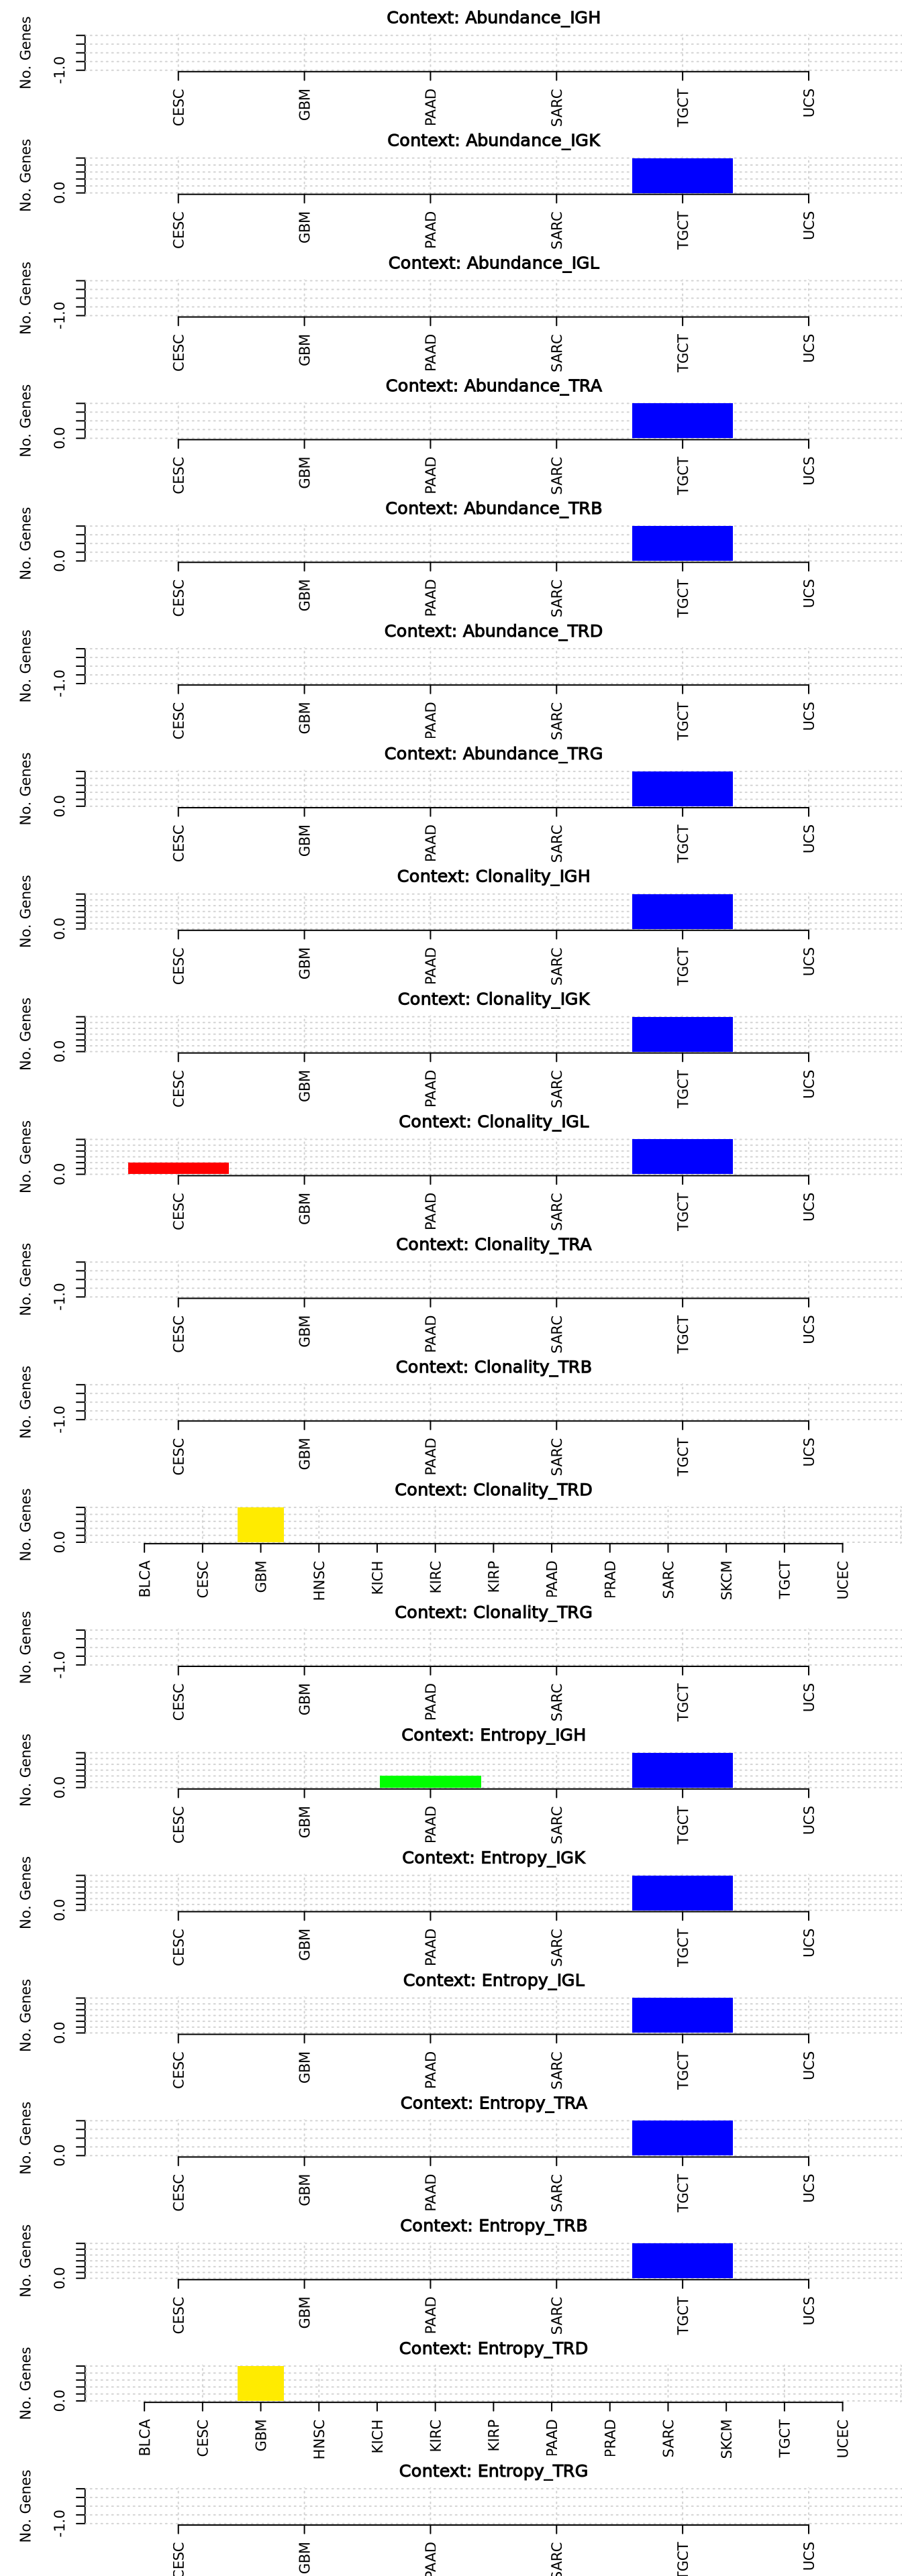 Context: Abundance_IGH
No. Genes
-1.0
CESC GBM PAAD SARC TGCT UCS
Context: Abundance_IGK
No. Genes
0.0
CESC GBM PAAD SARC TGCT UCS
Context: Abundance_IGL
No. Genes
-1.0
CESC GBM PAAD SARC TGCT UCS
Context: Abundance_TRA
No. Genes
0.0
CESC GBM PAAD SARC TGCT UCS
Context: Abundance_TRB
No. Genes
0.0
CESC GBM PAAD SARC TGCT UCS
Context: Abundance_TRD
No. Genes
-1.0
CESC GBM PAAD SARC TGCT UCS
Context: Abundance_TRG
No. Genes
0.0
CESC GBM PAAD SARC TGCT UCS
Context: Clonality_IGH
No. Genes
0.0
CESC GBM PAAD SARC TGCT UCS
Context: Clonality_IGK
No. Genes
0.0
CESC GBM PAAD SARC TGCT UCS
Context: Clonality_IGL
No. Genes
0.0
CESC GBM PAAD SARC TGCT UCS
Context: Clonality_TRA
No. Genes
-1.0
CESC GBM PAAD SARC TGCT UCS
Context: Clonality_TRB
No. Genes
-1.0
CESC GBM PAAD SARC TGCT UCS
Context: Clonality_TRD
No. Genes
0.0
BLCA CESC GBM HNSC KICH KIRC KIRP PAAD PRAD SARC SKCM TGCT UCEC
Context: Clonality_TRG
No. Genes
-1.0
CESC GBM PAAD SARC TGCT UCS
Context: Entropy_IGH
No. Genes
0.0
CESC GBM PAAD SARC TGCT UCS
Context: Entropy_IGK
No. Genes
0.0
CESC GBM PAAD SARC TGCT UCS
Context: Entropy_IGL
No. Genes
0.0
CESC GBM PAAD SARC TGCT UCS
Context: Entropy_TRA
No. Genes
0.0
CESC GBM PAAD SARC TGCT UCS
Context: Entropy_TRB
No. Genes
0.0
CESC GBM PAAD SARC TGCT UCS
Context: Entropy_TRD
No. Genes
0.0
BLCA CESC GBM HNSC KICH KIRC KIRP PAAD PRAD SARC SKCM TGCT UCEC
Context: Entropy_TRG
No. Genes
-1.0
CESC GBM PAAD SARC TGCT UCS